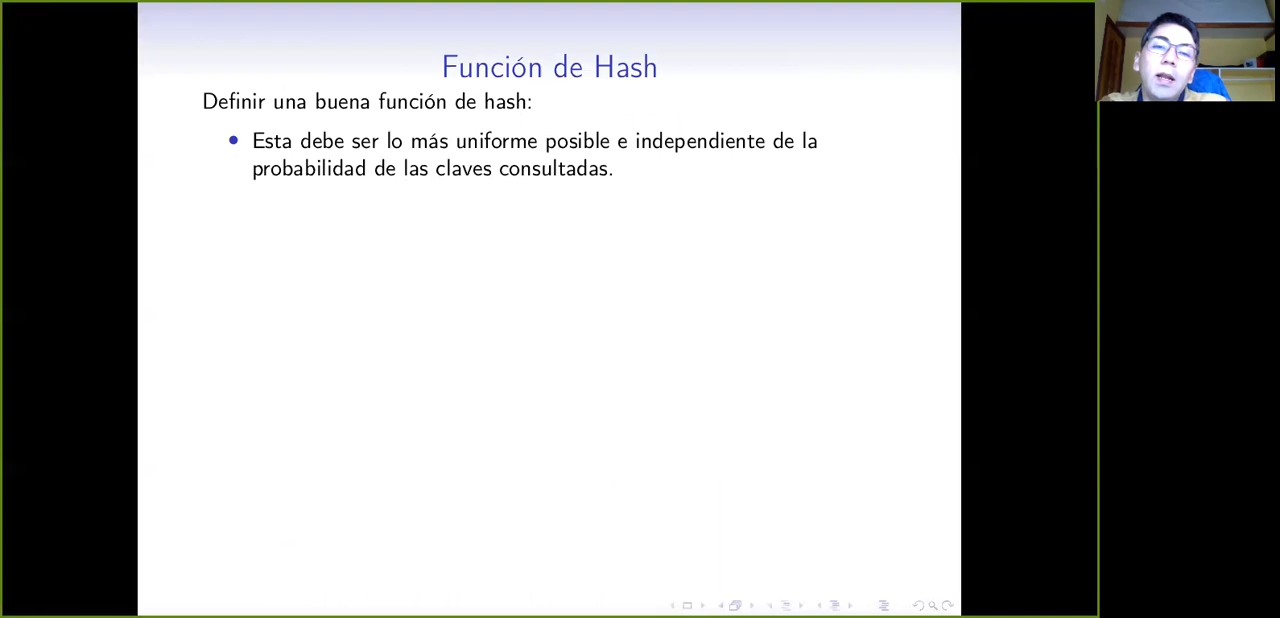 Función de Hash
Definir una buena función de hash:
• Esta debe ser lo más uniforme posible e independiente de la
probabilidad de las claves consultadas.